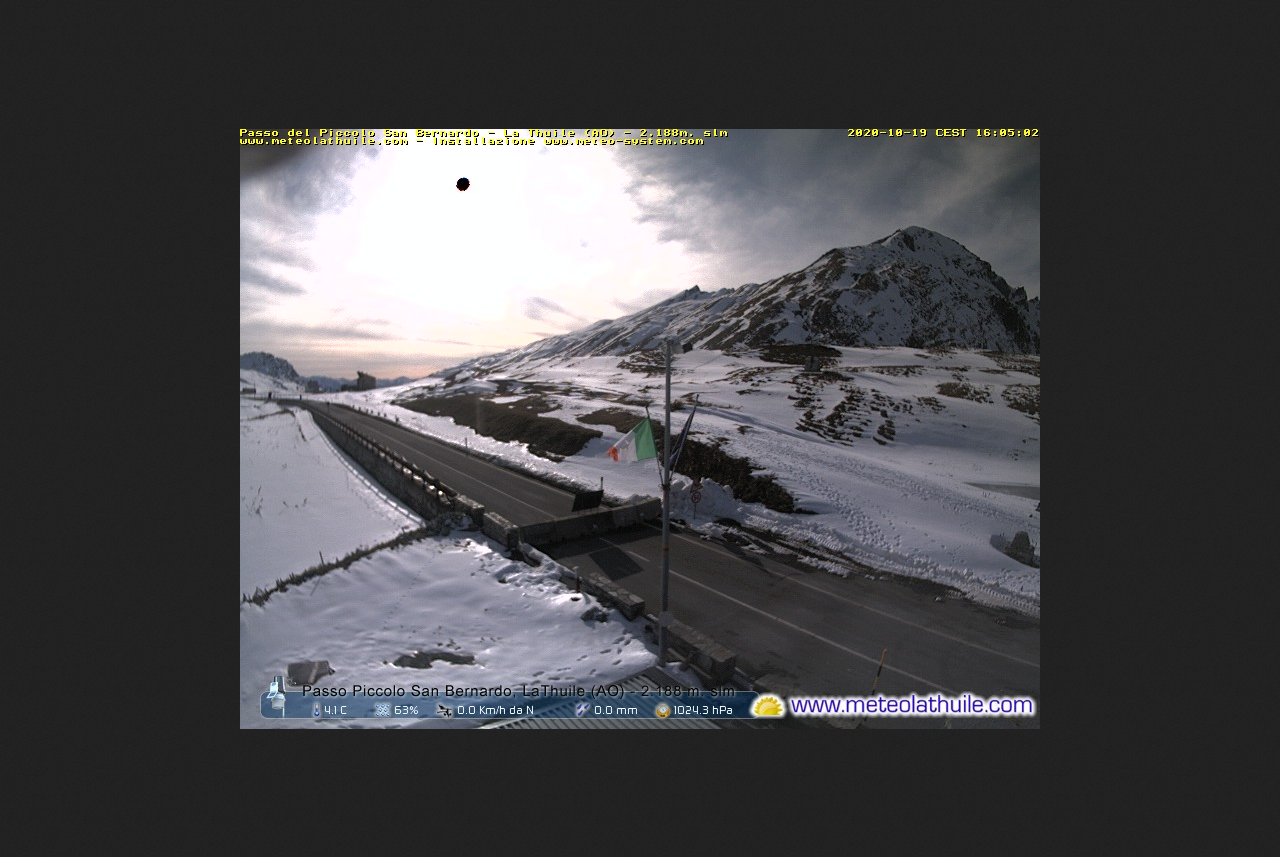 Passo del Piccolo San Bernardo - La Thuile (AO) - 2.188m. slm 2020-10-19 CEST 16:05:02
www.meteolathuile.com - Installazione www.meteo-system.com
Passo Piccolo San Bernardo, LaThuile (AO) - 2.188 m. slm
4.1 C 63% 0.0 Km/h da N 0.0 mm 1024.3 hPa
www.meteolathuile.com